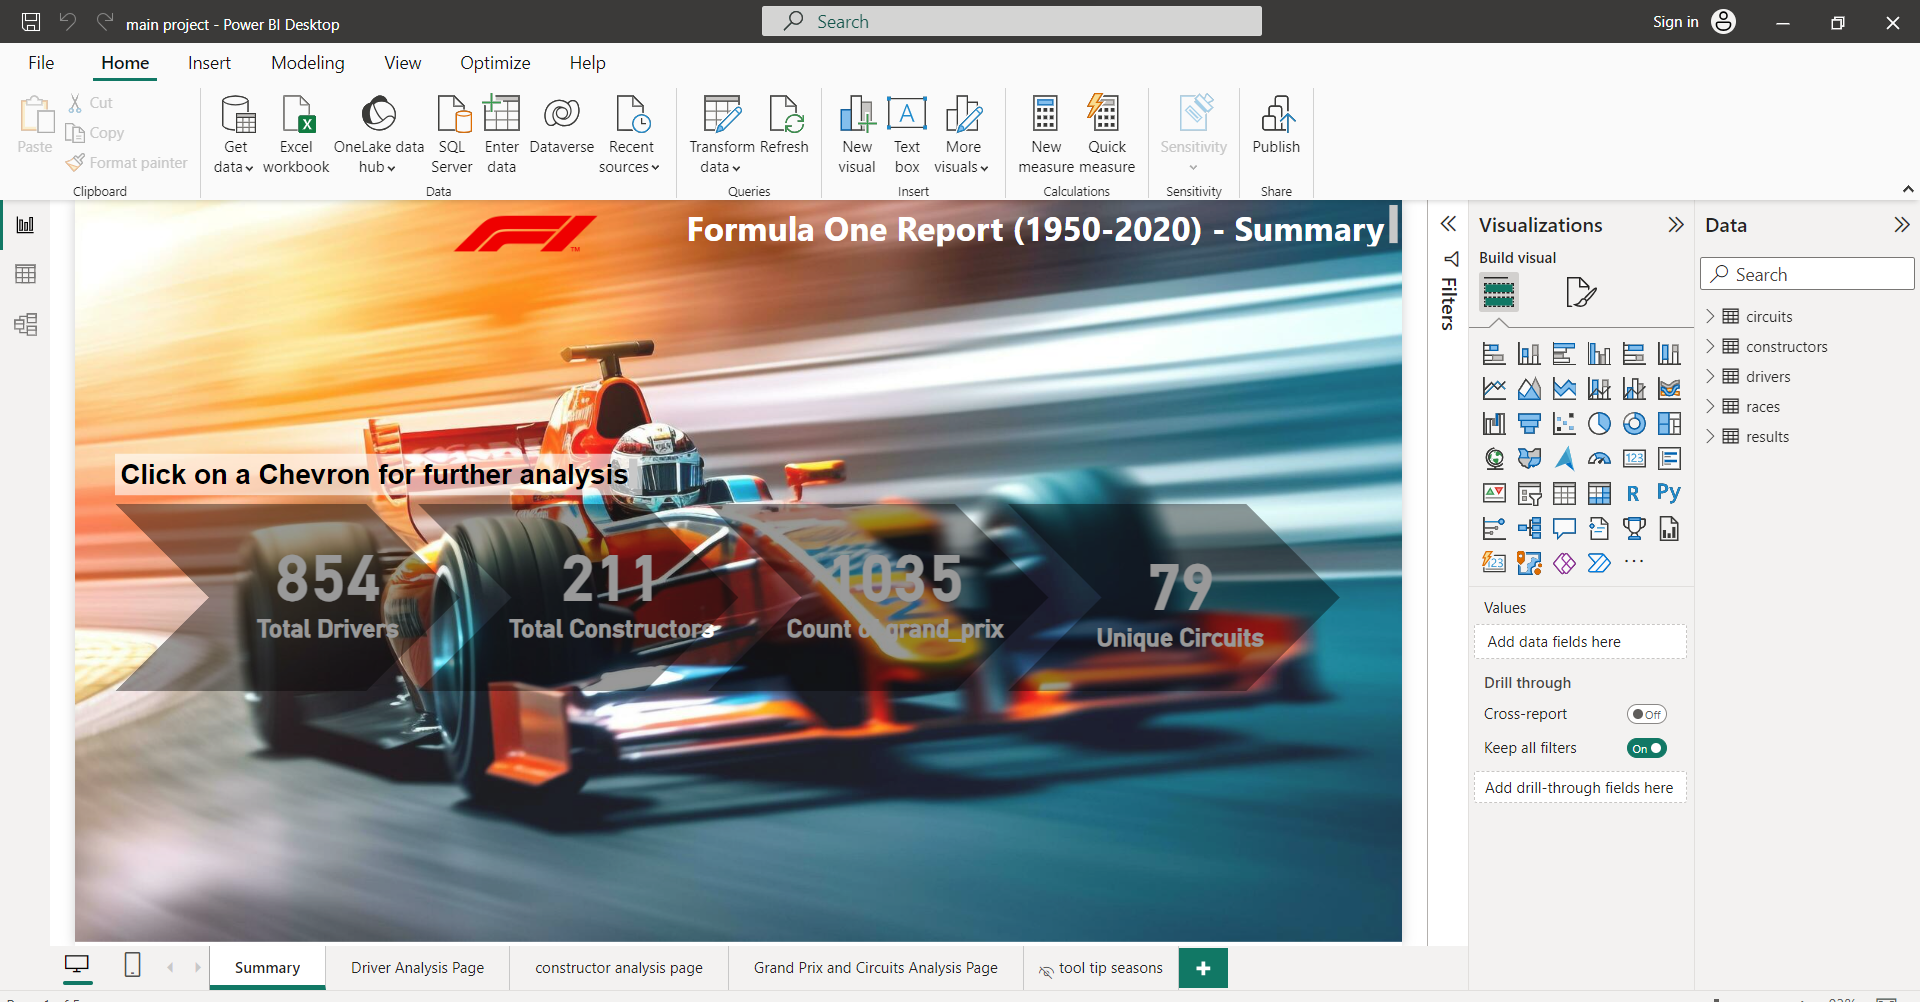 main project - Power BI Desktop
Search
Sign in
File
Home
Insert
Modeling
View
Optimize
Help
Paste
Cut
Copy
Format painter
Clipboard
Get data
Excel workbook
OneLake data hub
SQL Server
Enter data
Dataverse
Recent sources
Data
Transform data
Refresh
Queries
New visual
A
Text box
More visuals
Insert
New measure
Quick measure
Calculations
Sensitivity
Sensitivity
Publish
Share
TM
Formula One Report (1950-2020) - Summary
Click on a Chevron for further analysis
854
Total Drivers
211
Total Constructors
1035
Count of grand_prix
79
Unique Circuits
Filters
Visualizations
Build visual
123
R
Py
123
...
Values
Add data fields here
Drill through
Cross-report
Off
Keep all filters
On
Add drill-through fields here
Data
Search
circuits
constructors
drivers
races
results
Summary
Driver Analysis Page
constructor analysis page
Grand Prix and Circuits Analysis Page
tool tip seasons
+